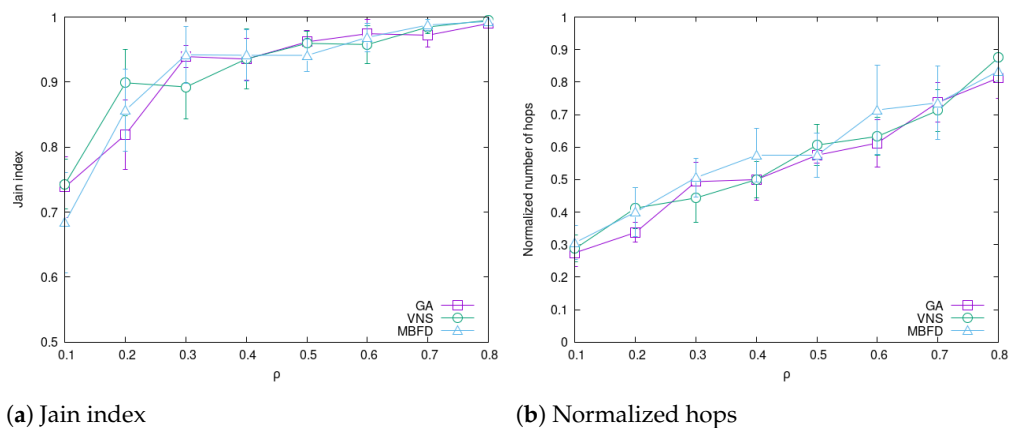 1
0.9
0.8
0.7
0.6
0.5
Jain index
0.1 0.2 0.3 0.4 0.5 0.6 0.7 0.8
ρ
GA
VNS
MBFD
1
0.9
0.8
0.7
0.6
0.5
0.4
0.3
0.2
0.1
0
Normalized number of hops
0.1 0.2 0.3 0.4 0.5 0.6 0.7 0.8
ρ
GA
VNS
MBFD
(a) Jain index
(b) Normalized hops